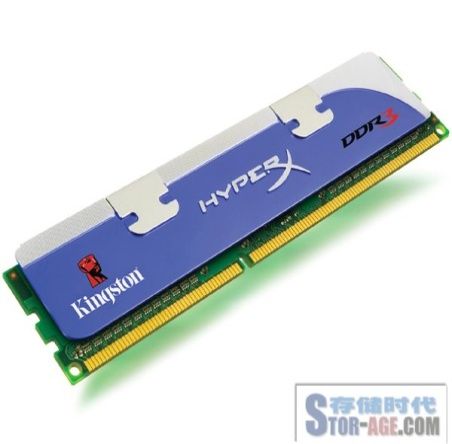 HYPERX
DDR3
Kingston
存储时代
STOR-AGE.COM